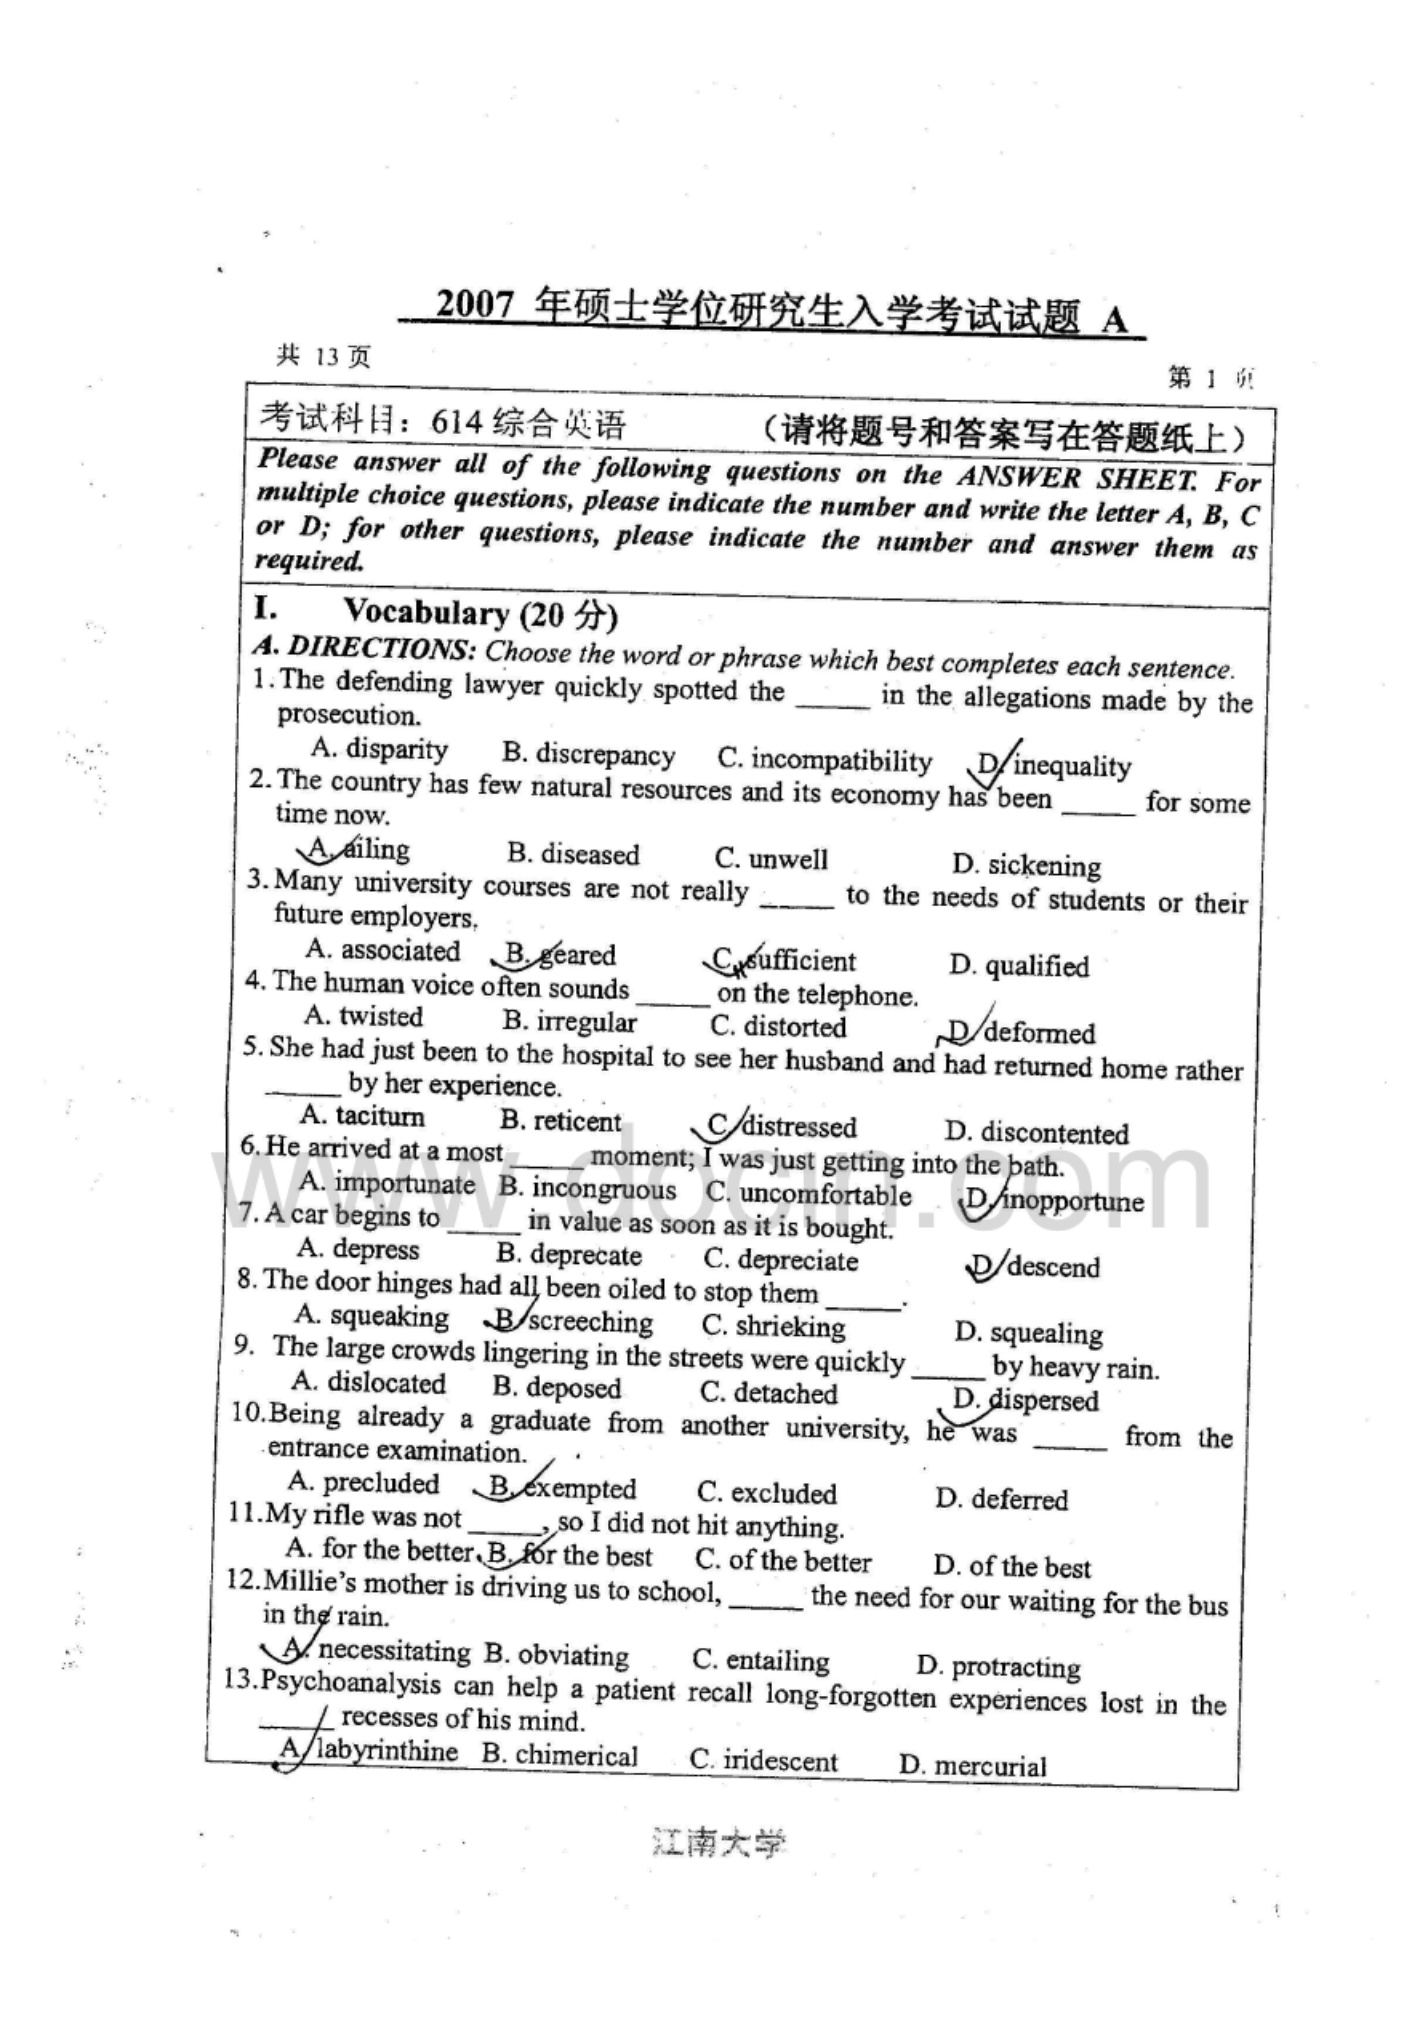 2007 年硕士学位研究生入学考试试题 A
共 13 页
第 1 页
考试科目：614 综合英语 （请将题号和答案写在答题纸上）
Please answer all of the following questions on the ANSWER SHEET. For
multiple choice questions, please indicate the number and write the letter A, B, C
or D; for other questions, please indicate the number and answer them as
required.
I. Vocabulary (20 分)
A. DIRECTIONS: Choose the word or phrase which best completes each sentence.
1. The defending lawyer quickly spotted the _____ in the allegations made by the
prosecution.
A. disparity B. discrepancy C. incompatibility D. inequality
2. The country has few natural resources and its economy has been _____ for some
time now.
A. ailing B. diseased C. unwell D. sickening
3. Many university courses are not really _____ to the needs of students or their
future employers.
A. associated B. geared C. sufficient D. qualified
4. The human voice often sounds _____ on the telephone.
A. twisted B. irregular C. distorted D. deformed
5. She had just been to the hospital to see her husband and had returned home rather
_____ by her experience.
A. taciturn B. reticent C. distressed D. discontented
6. He arrived at a most _____ moment; I was just getting into the bath.
A. importunate B. incongruous C. uncomfortable D. inopportune
7. A car begins to _____ in value as soon as it is bought.
A. depress B. deprecate C. depreciate D. descend
8. The door hinges had all been oiled to stop them _____.
A. squeaking B. screeching C. shrieking D. squealing
9. The large crowds lingering in the streets were quickly _____ by heavy rain.
A. dislocated B. deposed C. detached D. dispersed
10.Being already a graduate from another university, he was _____ from the
entrance examination.
A. precluded B. exempted C. excluded D. deferred
11.My rifle was not _____, so I did not hit anything.
A. for the better B. for the best C. of the better D. of the best
12.Millie's mother is driving us to school, _____ the need for our waiting for the bus
in the rain.
A. necessitating B. obviating C. entailing D. protracting
13.Psychoanalysis can help a patient recall long-forgotten experiences lost in the
_____ recesses of his mind.
A. labyrinthine B. chimerical C. iridescent D. mercurial
江南大学
www.docin.com